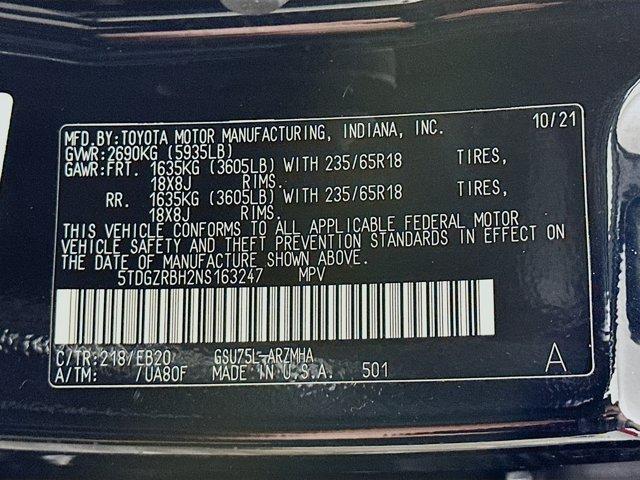 MFD.BY:TOYOTA MOTOR MANUFACTURING, INDIANA, INC. 10/21
GVWR:2690KG (5935LB)
GAWR:FRT. 1635KG (3605LB) WITH 235/65R18 TIRES,
18X8J RIMS.
RR. 1635KG (3605LB) WITH 235/65R18 TIRES,
18X8J RIMS.
THIS VEHICLE CONFORMS TO ALL APPLICABLE FEDERAL MOTOR
VEHICLE SAFETY AND THEFT PREVENTION STANDARDS IN EFFECT ON
THE DATE OF MANUFACTURE SHOWN ABOVE.
5TDGZRBH2NS163247 MPV
C/TR:218/EB20 GSU75L-ARZMHA
A/TM: /UA80F MADE IN U.S.A. 501 A